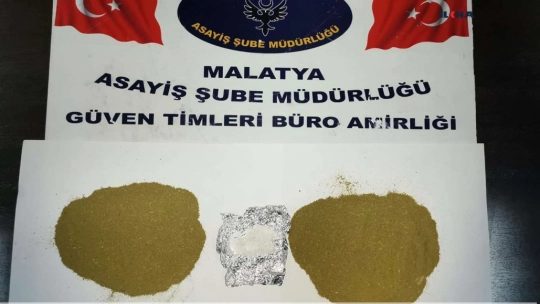 ASAYİŞ ŞUBE MÜDÜRLÜĞÜ
MALATYA
ASAYİŞ ŞUBE MÜDÜRLÜĞÜ
GÜVEN TİMLERİ BÜRO AMİRLİĞİ